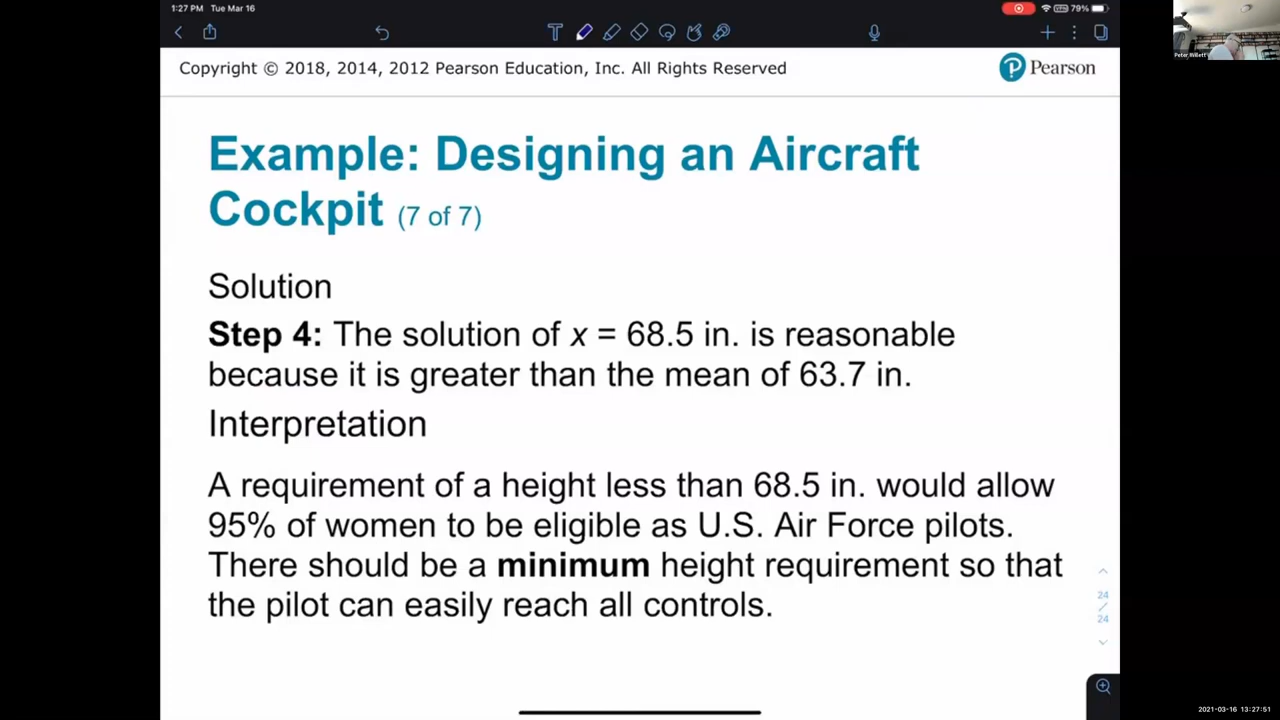 1:27 PM Tue Mar 16
79%
Copyright © 2018, 2014, 2012 Pearson Education, Inc. All Rights Reserved
Pearson
Example: Designing an Aircraft
Cockpit (7 of 7)
Solution
Step 4: The solution of x = 68.5 in. is reasonable
because it is greater than the mean of 63.7 in.
Interpretation
A requirement of a height less than 68.5 in. would allow
95% of women to be eligible as U.S. Air Force pilots.
There should be a minimum height requirement so that
the pilot can easily reach all controls.
24
24
Peter Willett
2021-03-16 13:27:51